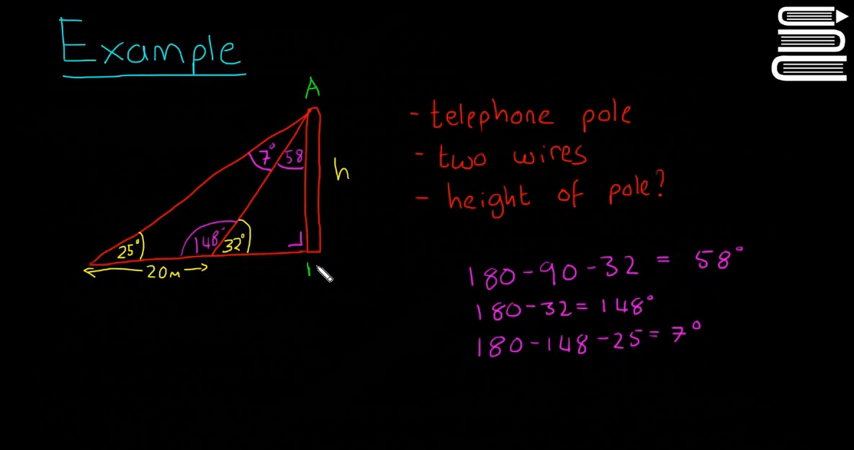 Example
A
- telephone pole
- two wires
- height of pole?
7° 58
h
25° 148° 32°
20m
180-90-32 = 58°
180-32=148°
180-148-25=7°